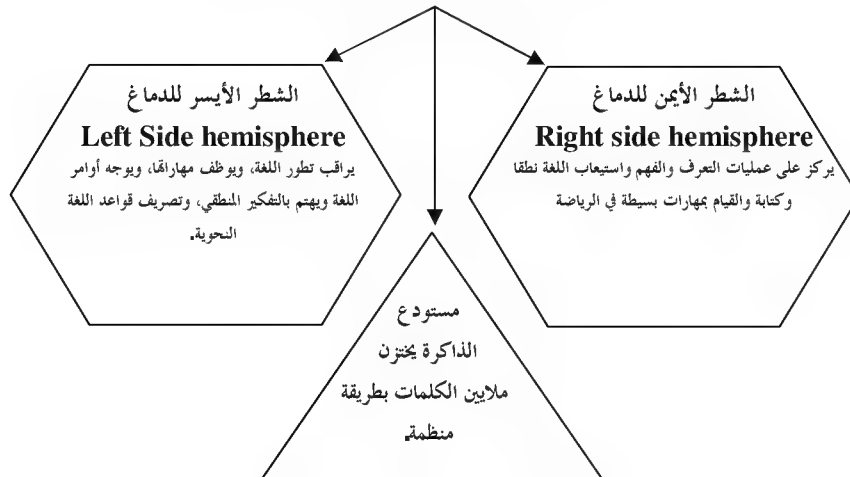 الشطر الأيمن للدماغ
Right side hemisphere
يركز على عمليات التعرف والفهم واستيعاب اللغة نطقا
وكتابة والقيام بمهارات بسيطة في الرياضة
الشطر الأيسر للدماغ
Left Side hemisphere
يراقب تطور اللغة، ويوظف مهاراتها، ويوجه أوامر
اللغة ويهتم بالتفكير المنطقي، وتصريف قواعد اللغة
النحوية.
مستودع
الذاكرة يختزن
ملايين الكلمات بطريقة
منظمة.